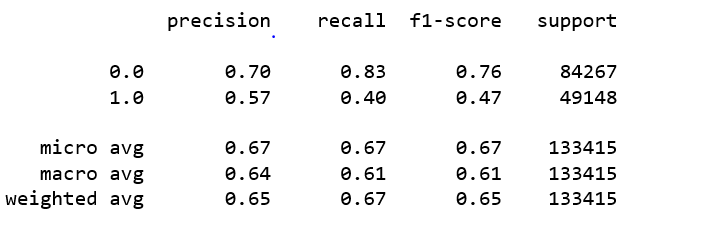 precision recall f1-score support
0.0 0.70 0.83 0.76 84267
1.0 0.57 0.40 0.47 49148
micro avg 0.67 0.67 0.67 133415
macro avg 0.64 0.61 0.61 133415
weighted avg 0.65 0.67 0.65 133415